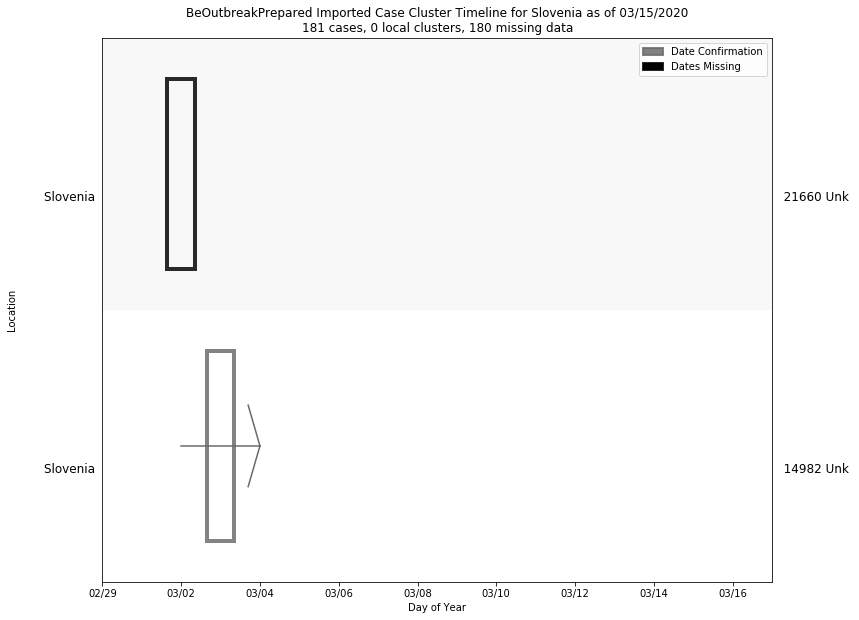 BeOutbreakPrepared Imported Case Cluster Timeline for Slovenia as of 03/15/2020
181 cases, 0 local clusters, 180 missing data
Date Confirmation
Dates Missing
Slovenia
21660 Unk
Location
Slovenia
14982 Unk
02/29 03/02 03/04 03/06 03/08 03/10 03/12 03/14 03/16
Day of Year